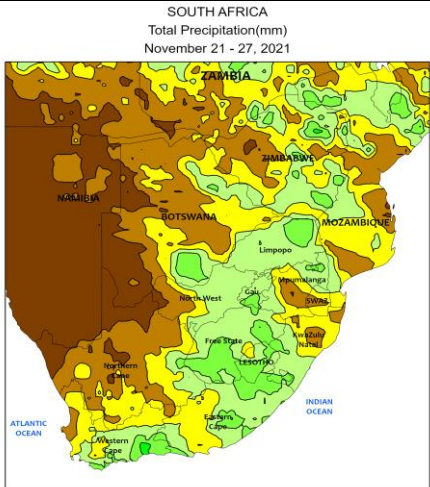 SOUTH AFRICA
Total Precipitation(mm)
November 21 - 27, 2021
ZAMBIA
ZIMBABWE
NAMIBIA
BOTSWANA
MOZAMBIQUE
Limpopo
Mpumalanga
Gau
North West
SWAZ
KwaZulu
Natal
Free State
LESOTHO
Northern
Cape
INDIAN
OCEAN
Eastern
Cape
ATLANTIC
OCEAN
Western
Cape